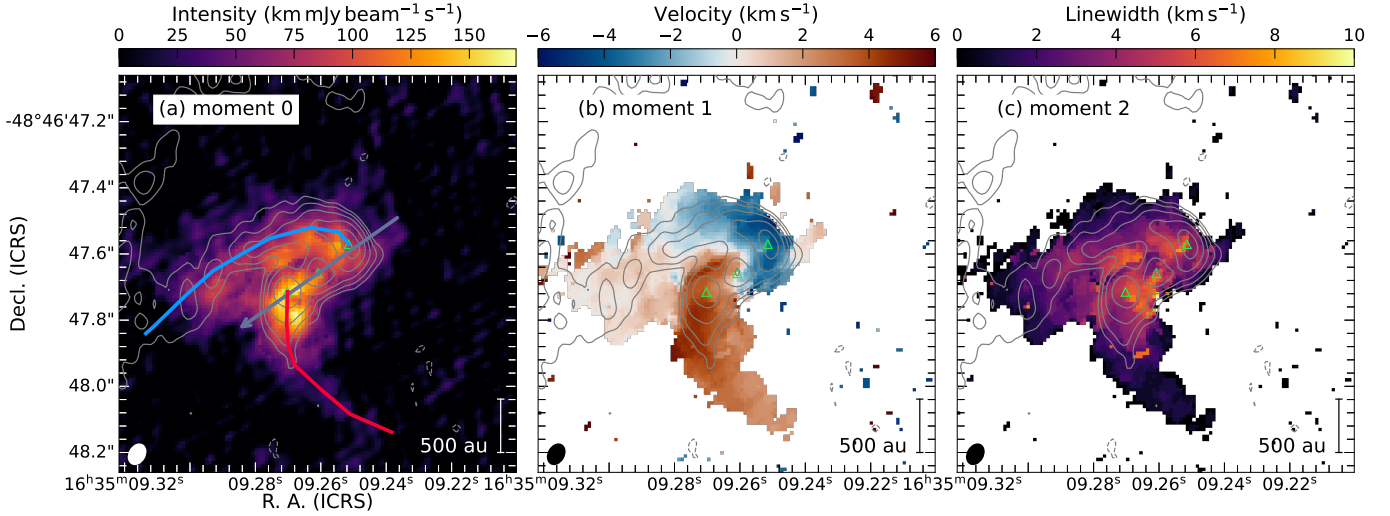 Intensity (km mJy beam⁻¹ s⁻¹)
0 25 50 75 100 125 150
Velocity (km s⁻¹)
−6 −4 −2 0 2 4 6
Linewidth (km s⁻¹)
0 2 4 6 8 10
(a) moment 0
(b) moment 1
(c) moment 2
-48°46'47.2"
47.4"
47.6"
47.8"
48.0"
48.2"
Decl. (ICRS)
500 au
500 au
500 au
16ʰ35ᵐ09.32ˢ 09.28ˢ 09.26ˢ 09.24ˢ 09.22ˢ
16ʰ35ᵐ09.32ˢ 09.28ˢ 09.26ˢ 09.24ˢ 09.22ˢ
16ʰ35ᵐ09.32ˢ 09.28ˢ 09.26ˢ 09.24ˢ 09.22ˢ
R. A. (ICRS)